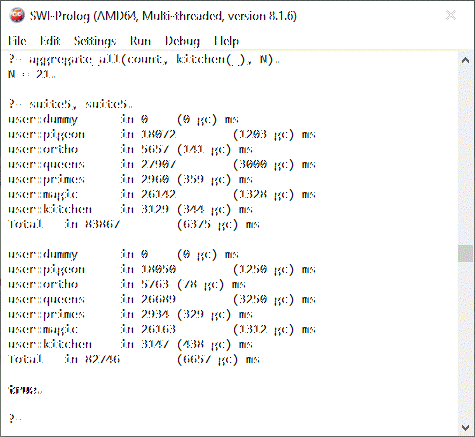 SWI-Prolog (AMD64, Multi-threaded, version 8.1.6)
File Edit Settings Run Debug Help
?- aggregate_all(count, kitchen(_), N).
N = 21.
?- suite5, suite5.
user:dummy in 0 (0 gc) ms
user:pigeon in 18072 (1203 gc) ms
user:ortho in 5657 (141 gc) ms
user:queens in 27907 (3000 gc) ms
user:primes in 2960 (359 gc) ms
user:magic in 26142 (1328 gc) ms
user:kitchen in 3129 (344 gc) ms
Total in 83867 (6375 gc) ms
user:dummy in 0 (0 gc) ms
user:pigeon in 18050 (1250 gc) ms
user:ortho in 5763 (78 gc) ms
user:queens in 26689 (3250 gc) ms
user:primes in 2934 (329 gc) ms
user:magic in 26163 (1312 gc) ms
user:kitchen in 3147 (438 gc) ms
Total in 82746 (6657 gc) ms
true.
?-